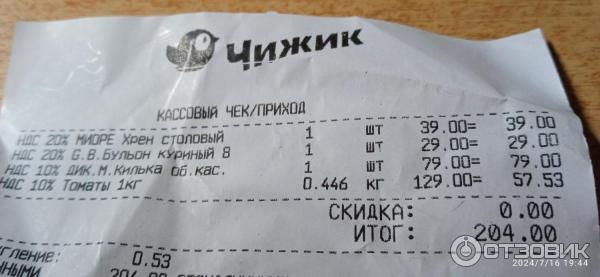 Чижик
КАССОВЫЙ ЧЕК/ПРИХОД
НДС 20% МИОРЕ Хрен столовый 1 шт 39.00= 39.00
НДС 20% G.B.Бульон куриный 8 1 шт 29.00= 29.00
НДС 10% ДИК.М.Килька об.кас. 1 шт 79.00= 79.00
НДС 10% Томаты 1кг 0.446 кг 129.00= 57.53
СКИДКА: 0.00
ИТОГ: 204.00
УГЛЕНИЕ: 0.53
ОТЗОВИК
2024/7/16 19:44